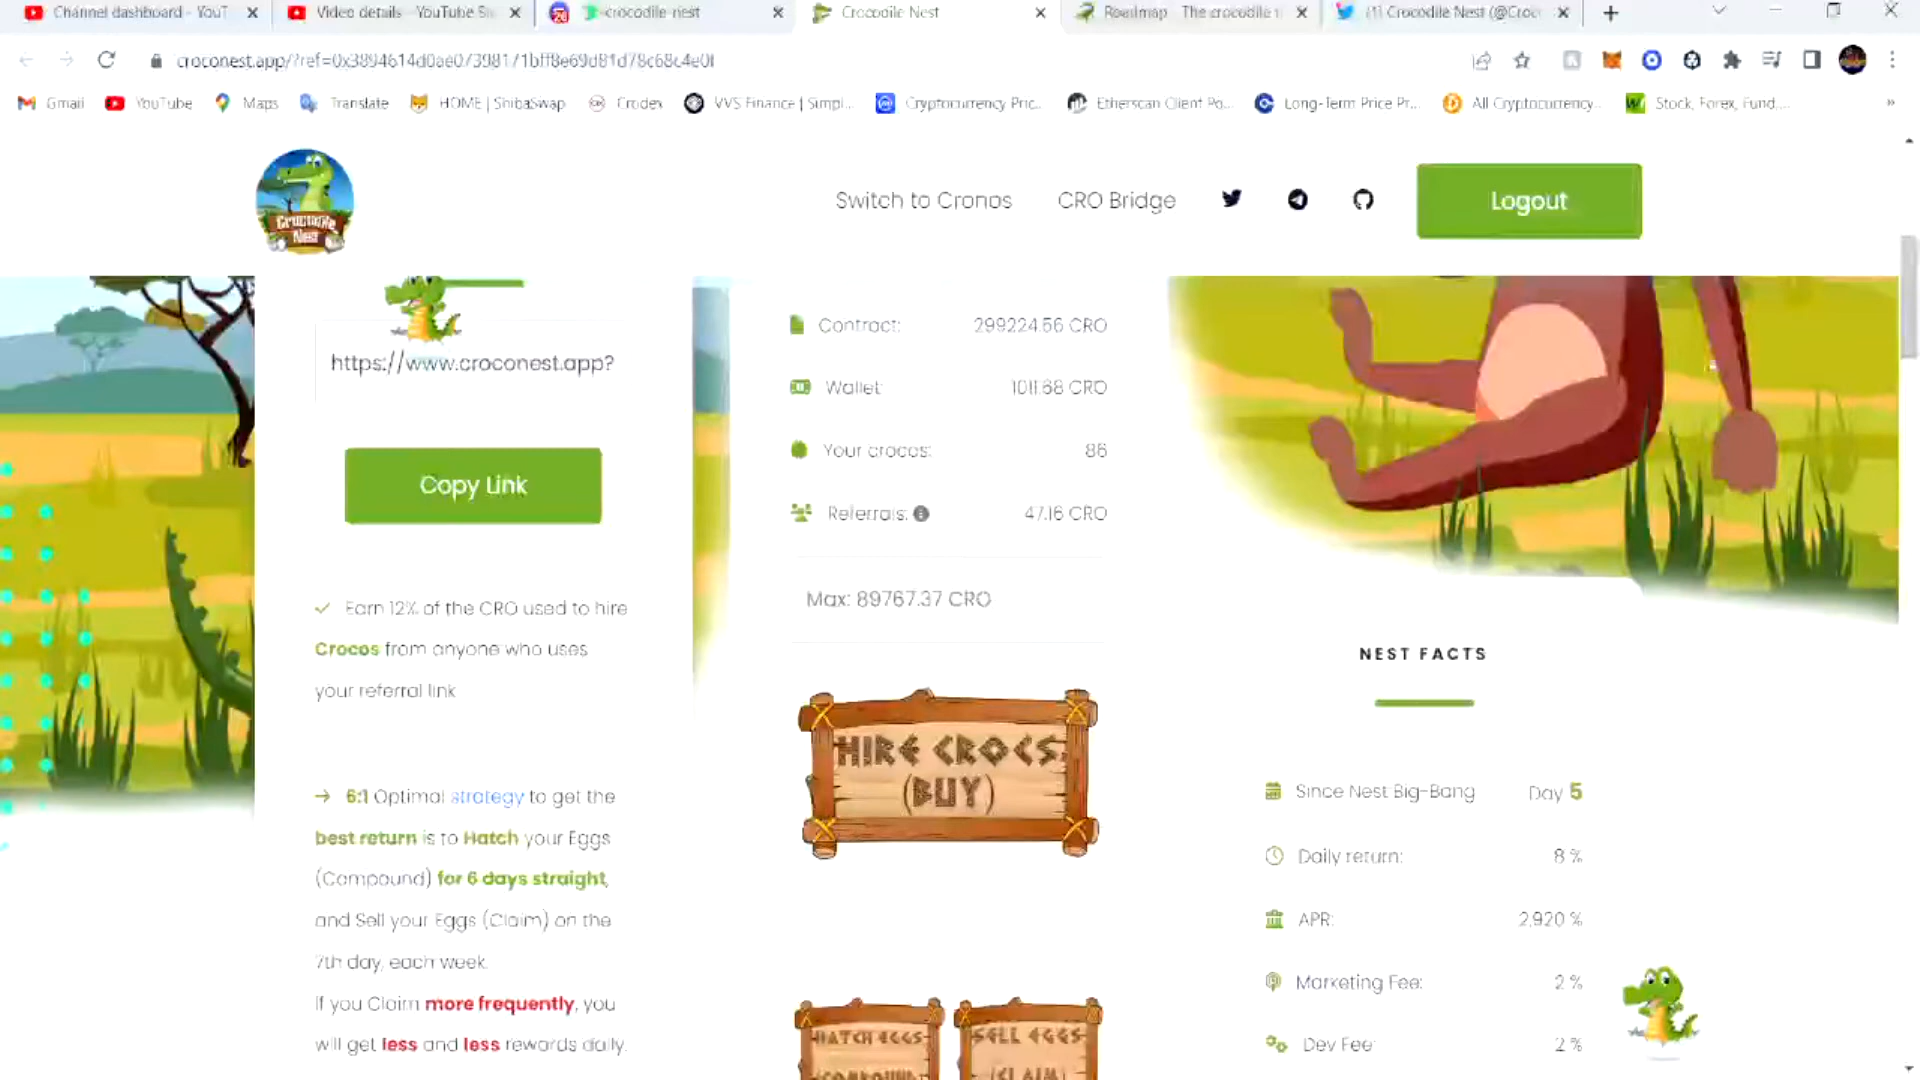 Channel dashboard - YouT
Video details - YouTube St
crocodile-nest
Crocodile Nest
Roadmap - The crocodile
(1) Crocodile Nest (@Croc
Gmail
YouTube
Maps
Translate
HOME | ShibaSwap
Crodex
VVS Finance | Simpl...
Cryptocurrency Pric...
Etherscan Client Po...
Long-Term Price Pr...
All Cryptocurrency...
Stock, Forex, Fund...
Crocodile
Nest
Switch to Cronos
CRO Bridge
Logout
https://www.croconest.app?
Copy Link
Earn 12% of the CRO used to hire
Crocos from anyone who uses
your referral link
6:1 Optimal strategy to get the
best return is to Hatch your Eggs
(Compound) for 6 days straight,
and Sell your Eggs (Claim) on the
7th day, each week.
If you Claim more frequently, you
will get less and less rewards daily.
Contract: 299224.56 CRO
Wallet: 1011.68 CRO
Your crocos: 86
Referrals: 47.16 CRO
Max: 89767.37 CRO
HIRE CROCS
(BUY)
HATCH EGGS
(COMPOUND)
SELL EGGS
(CLAIM)
NEST FACTS
Since Nest Big-Bang Day 5
Daily return: 8 %
APR: 2,920 %
Marketing Fee: 2 %
Dev Fee: 2 %